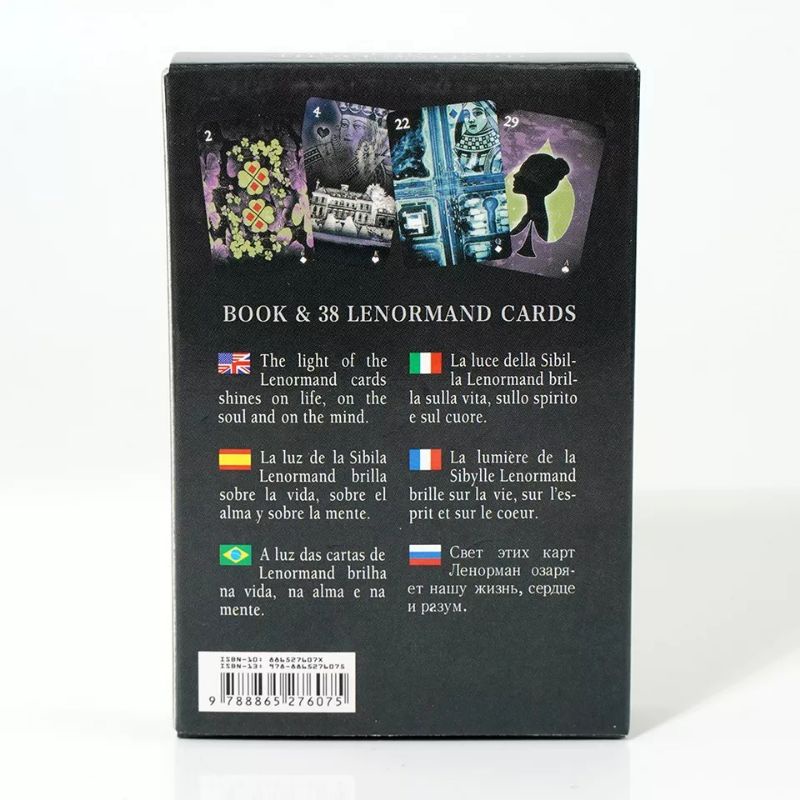 2
4
22
29
Q
A
BOOK & 38 LENORMAND CARDS
The light of the
Lenormand cards
shines on life, on the
soul and on the mind.
La luce della Sibil-
la Lenormand bril-
la sulla vita, sullo spirito
e sul cuore.
La luz de la Sibila
Lenormand brilla
sobre la vida, sobre el
alma y sobre la mente.
La lumière de la
Sibylle Lenormand
brille sur la vie, sur l'es-
prit et sur le coeur.
A luz das cartas de
Lenormand brilha
na vida, na alma e na
mente.
Свет этих карт
Ленорман озаря-
ет нашу жизнь, сердце
и разум.
ISBN-10: 886527607X
ISBN-13: 978-8865276075
9 788865 276075